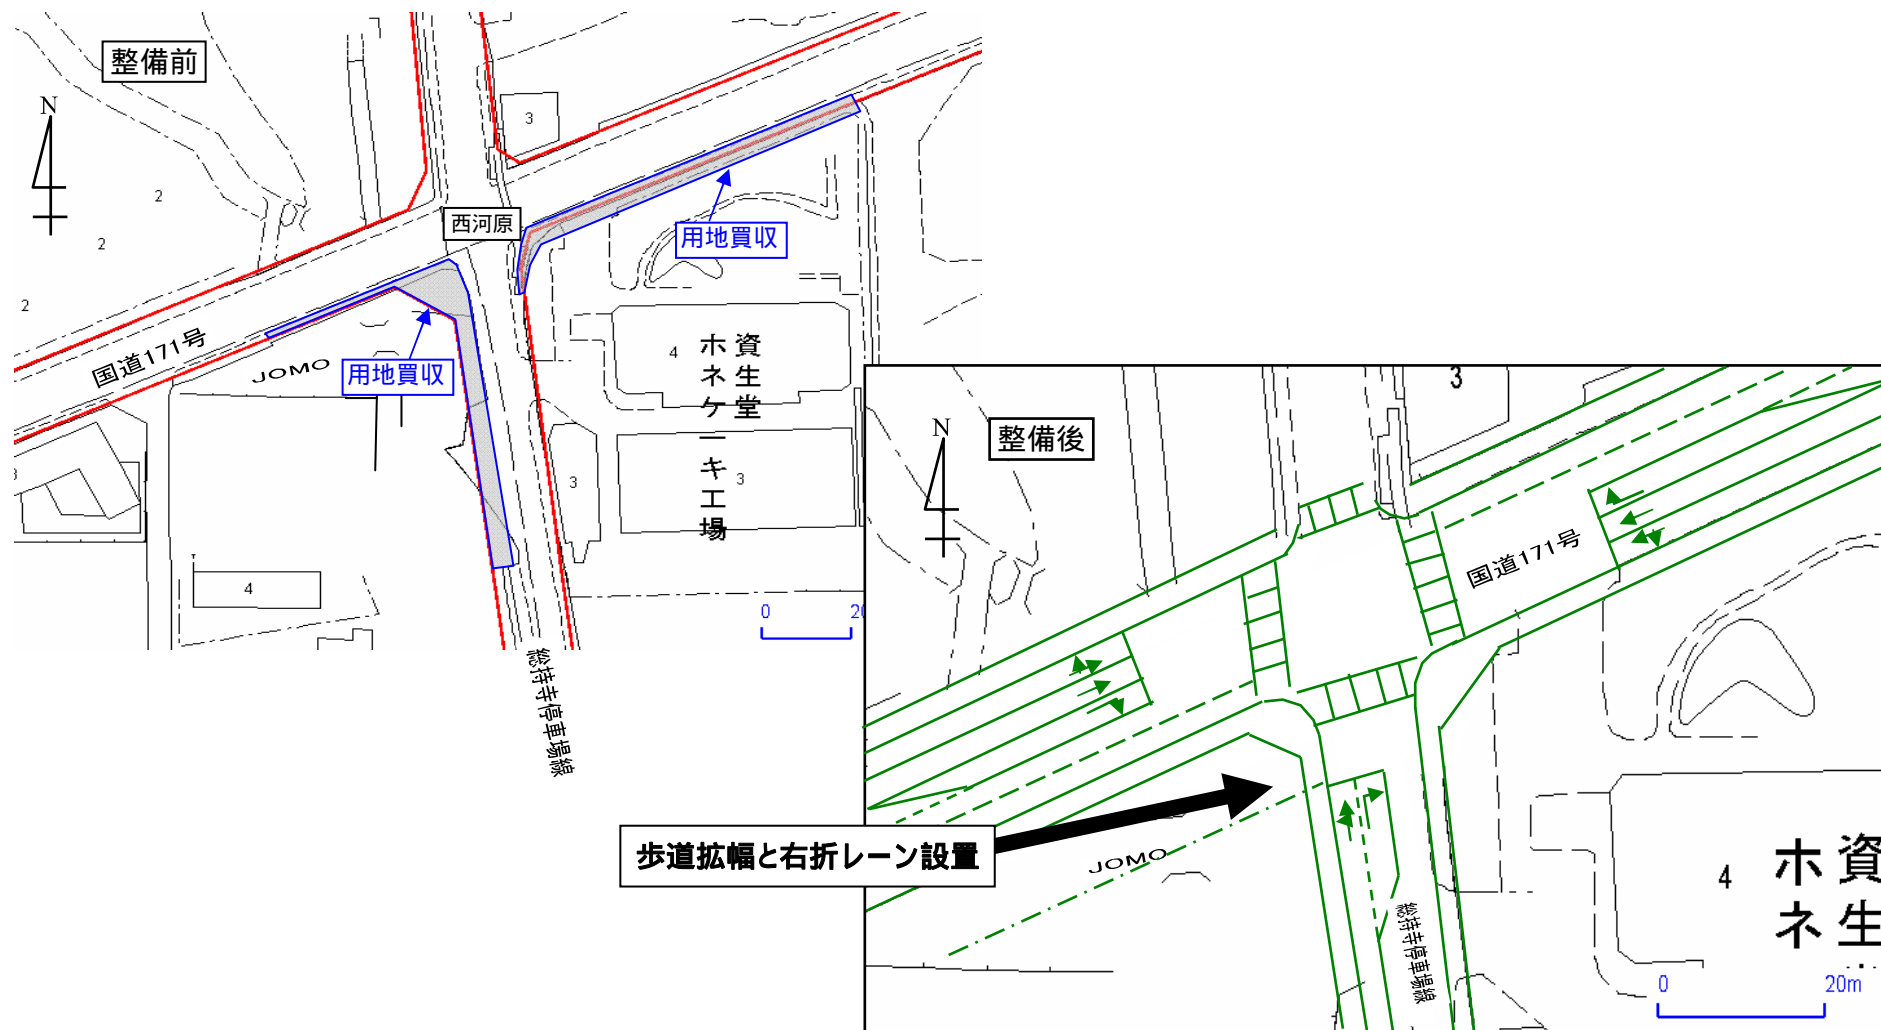 整備前
N
3
2
2
2
西河原
用地買収
国道171号
JOMO
用地買収
4
資生堂
ホネケーキ工場
3
3
3
4
0
20
総持寺停車場線
整備後
N
3
国道171号
歩道拡幅と右折レーン設置
JOMO
4
資生
ホネ
総持寺停車場線
0
20m